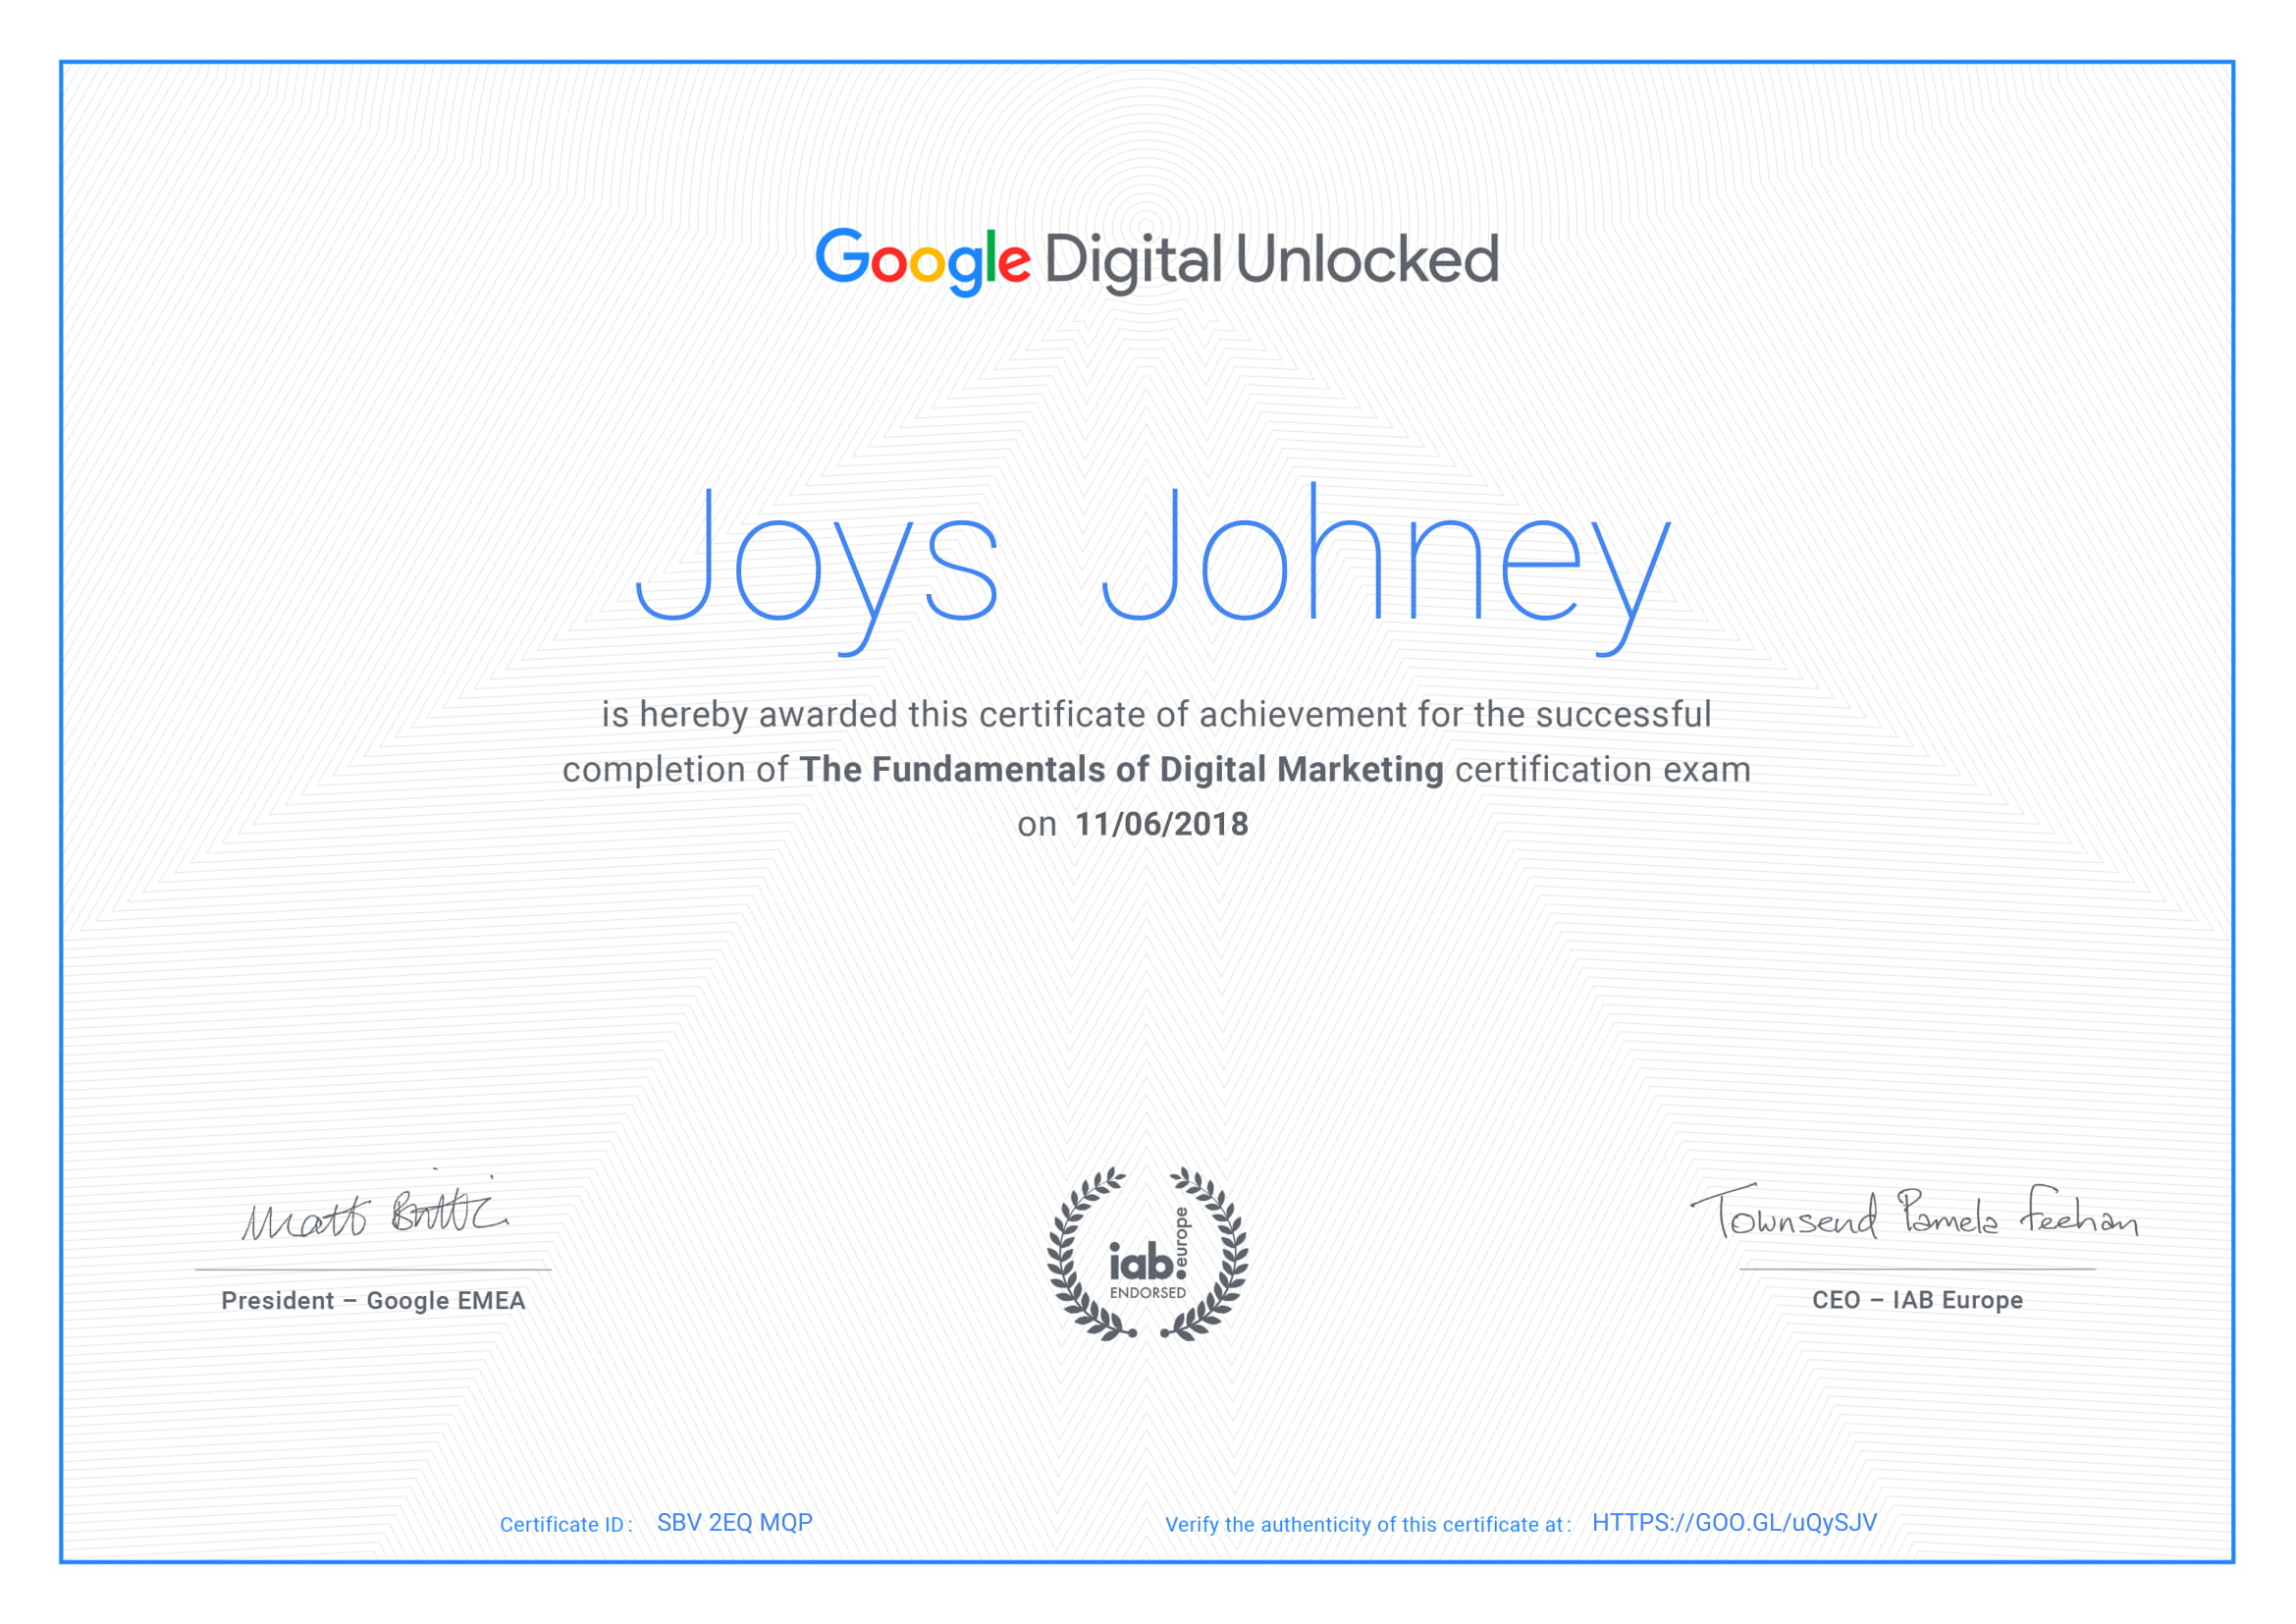 Google Digital Unlocked
Joys Johney
is hereby awarded this certificate of achievement for the successful
completion of The Fundamentals of Digital Marketing certification exam
on 11/06/2018
Matt Brittin
President – Google EMEA
iab europe
ENDORSED
Townsend Pamela Feehan
CEO – IAB Europe
Certificate ID : SBV 2EQ MQP
Verify the authenticity of this certificate at : HTTPS://GOO.GL/uQySJV